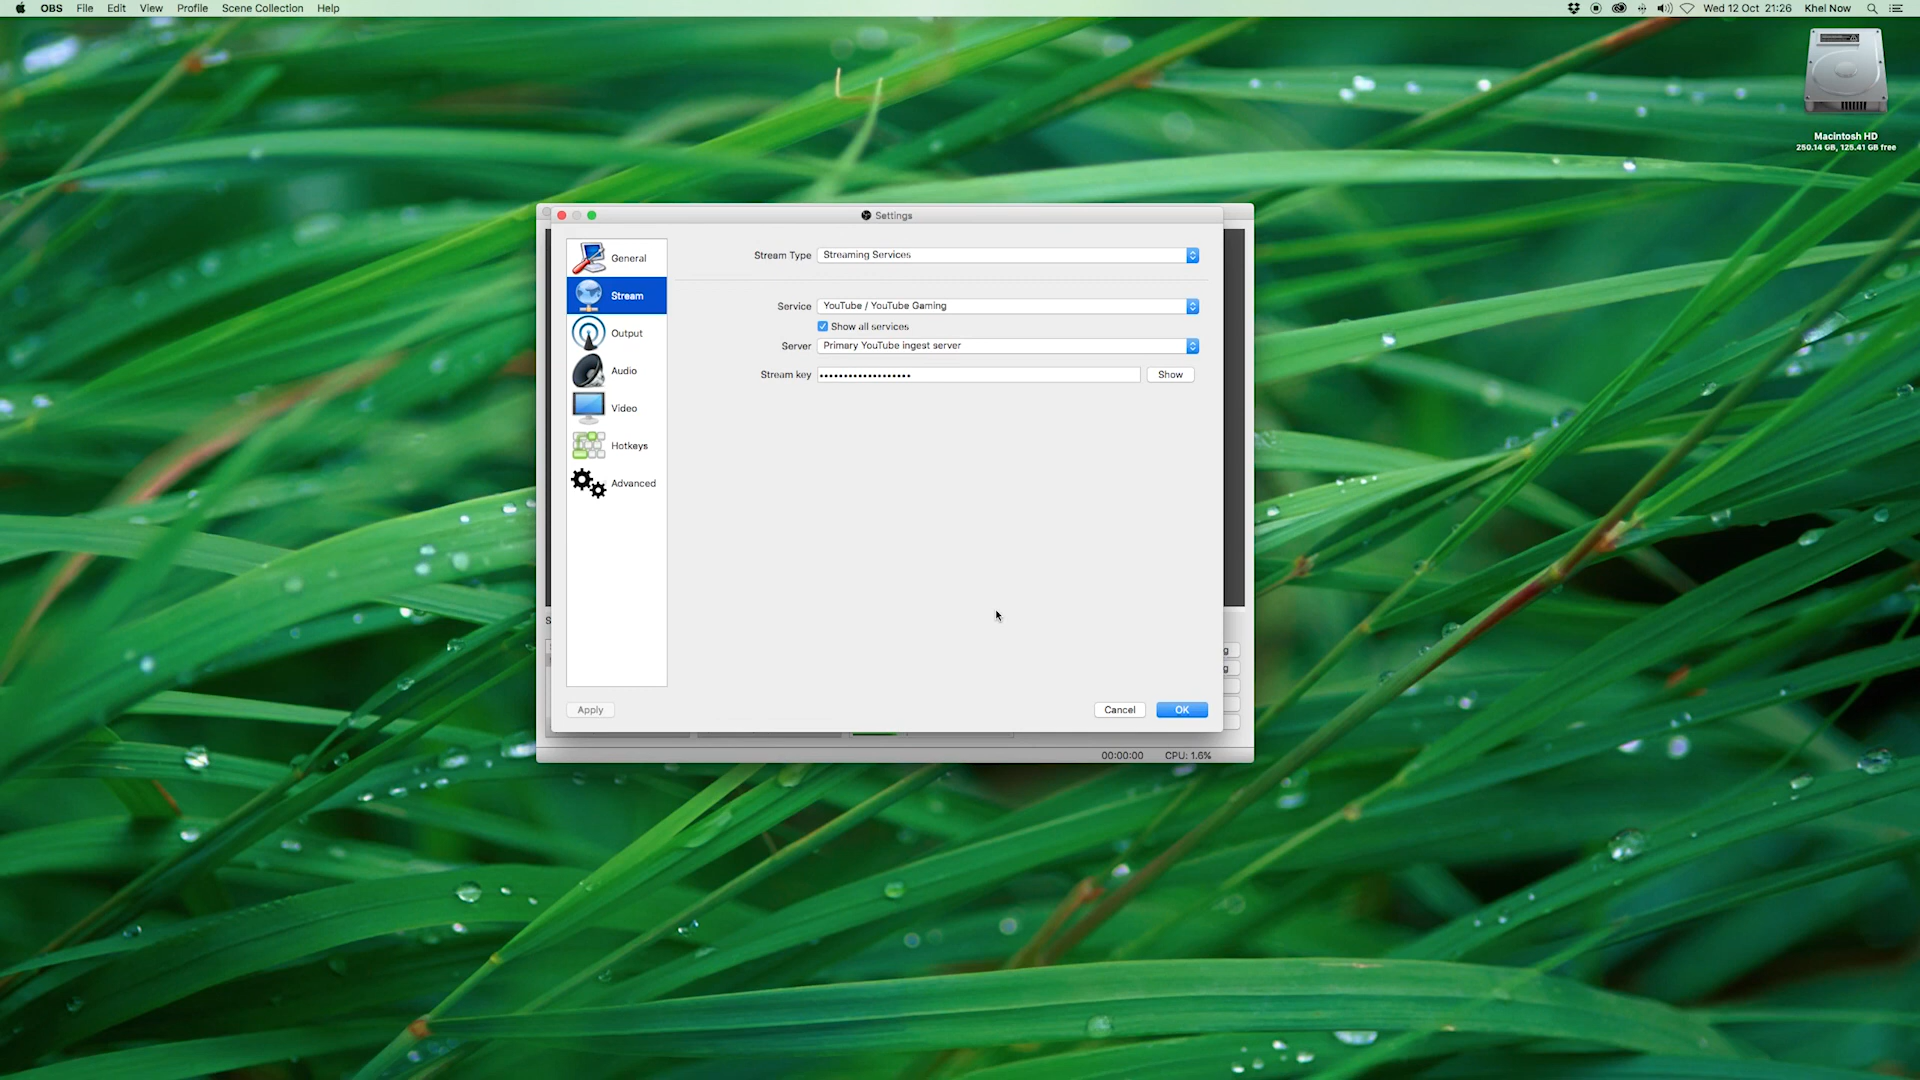 OBS File Edit View Profile Scene Collection Help
Wed 12 Oct 21:26 Khel Now
Macintosh HD
250.14 GB, 125.41 GB free
Settings
General
Stream
Output
Audio
Video
Hotkeys
Advanced
Stream Type Streaming Services
Service YouTube / YouTube Gaming
Show all services
Server Primary YouTube ingest server
Stream key ••••••••••••••••••• Show
Apply
Cancel OK
00:00:00 CPU: 1.6%